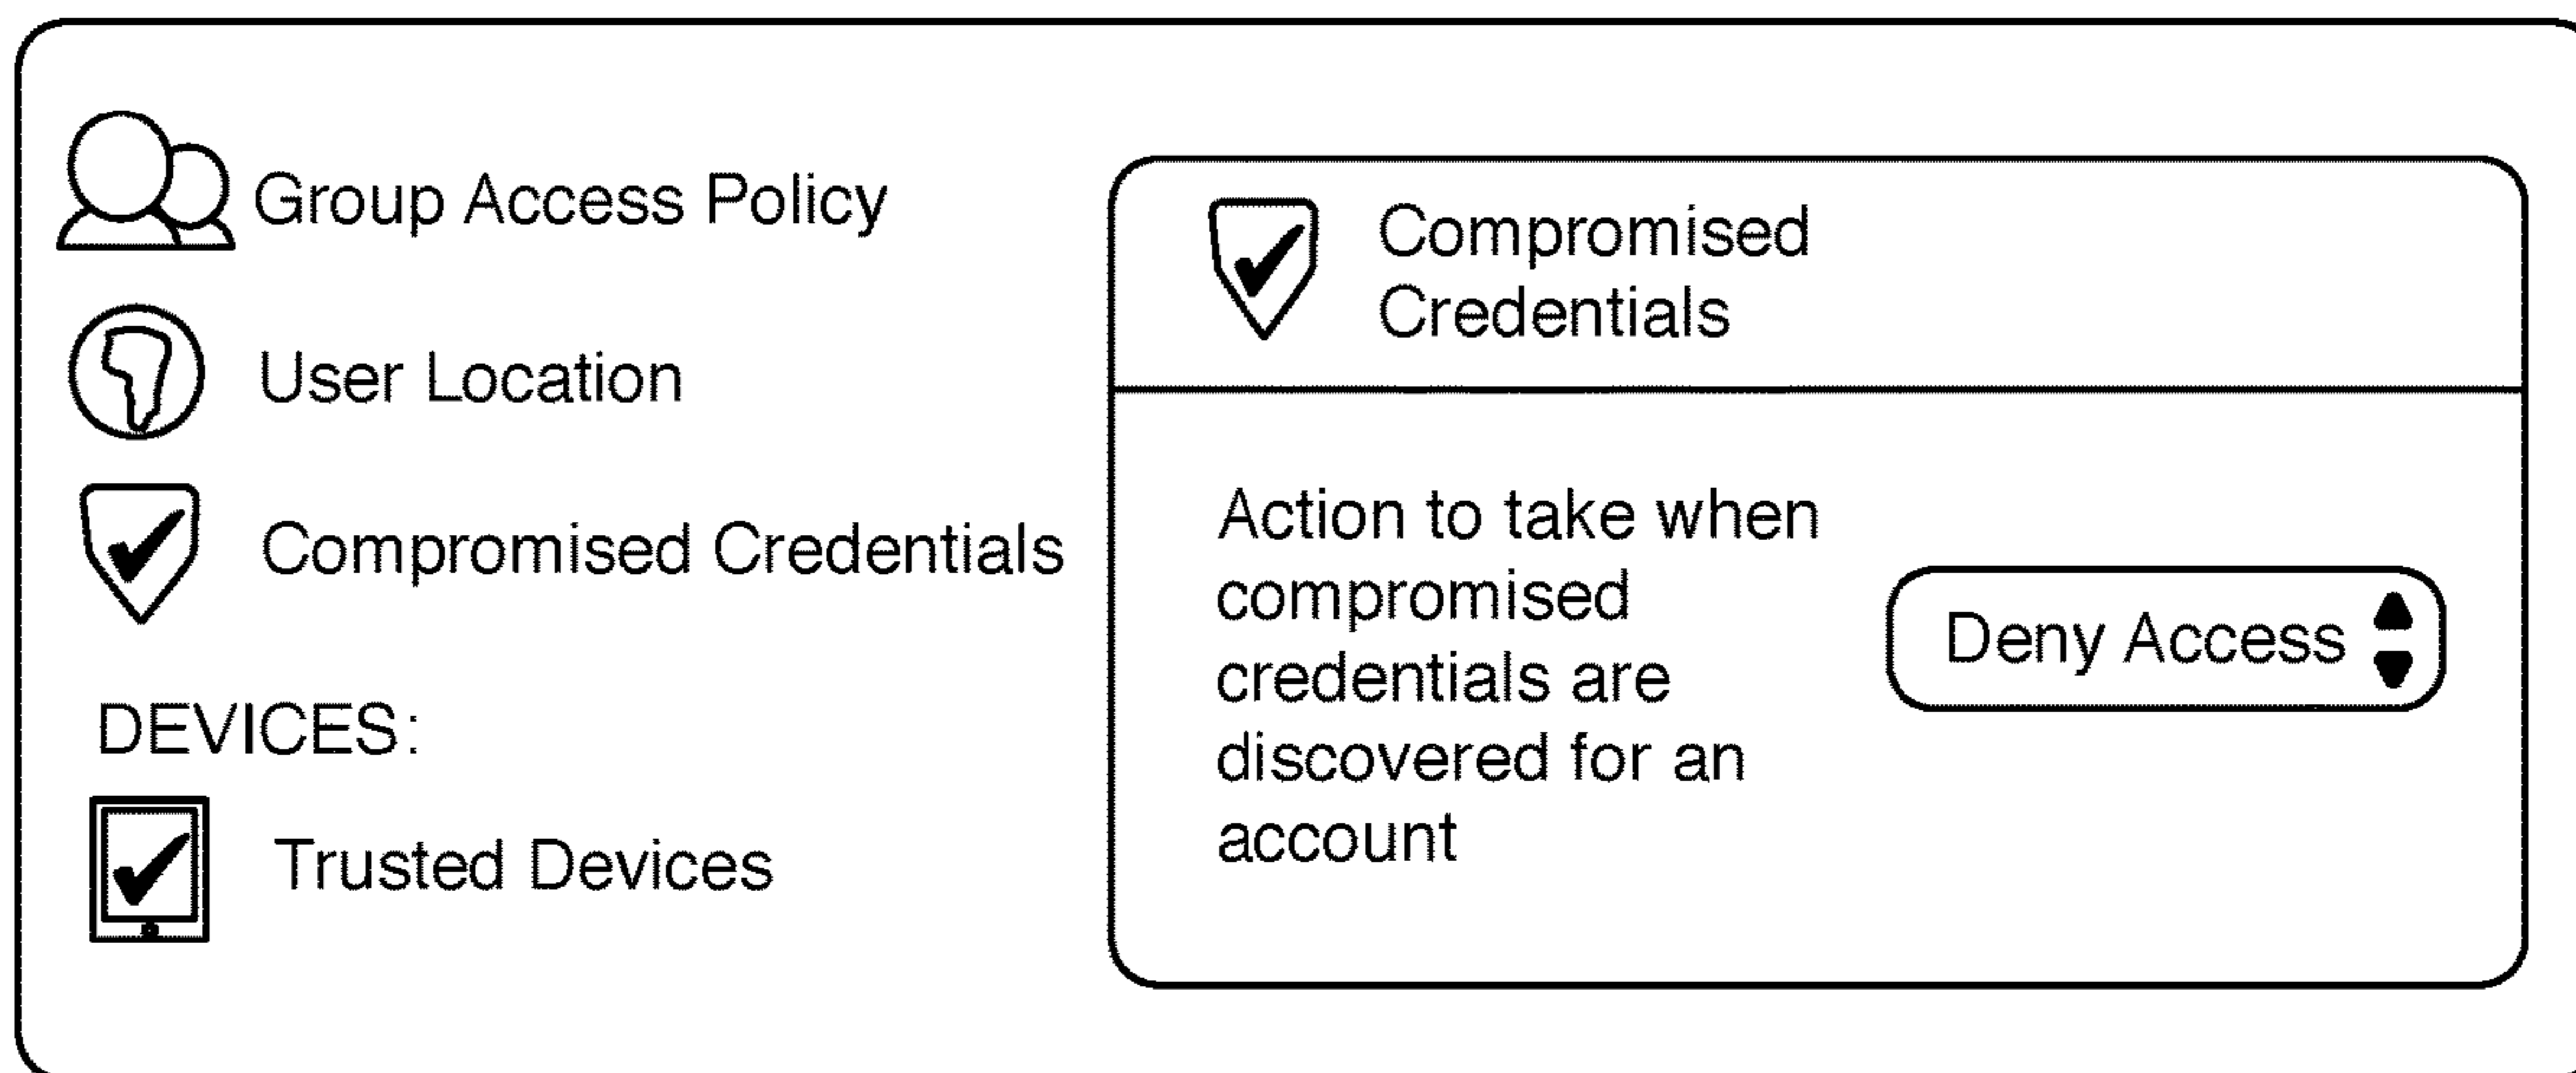 Group Access Policy
User Location
Compromised Credentials
DEVICES:
Trusted Devices
Compromised
Credentials
Action to take when
compromised
credentials are
discovered for an
account
Deny Access